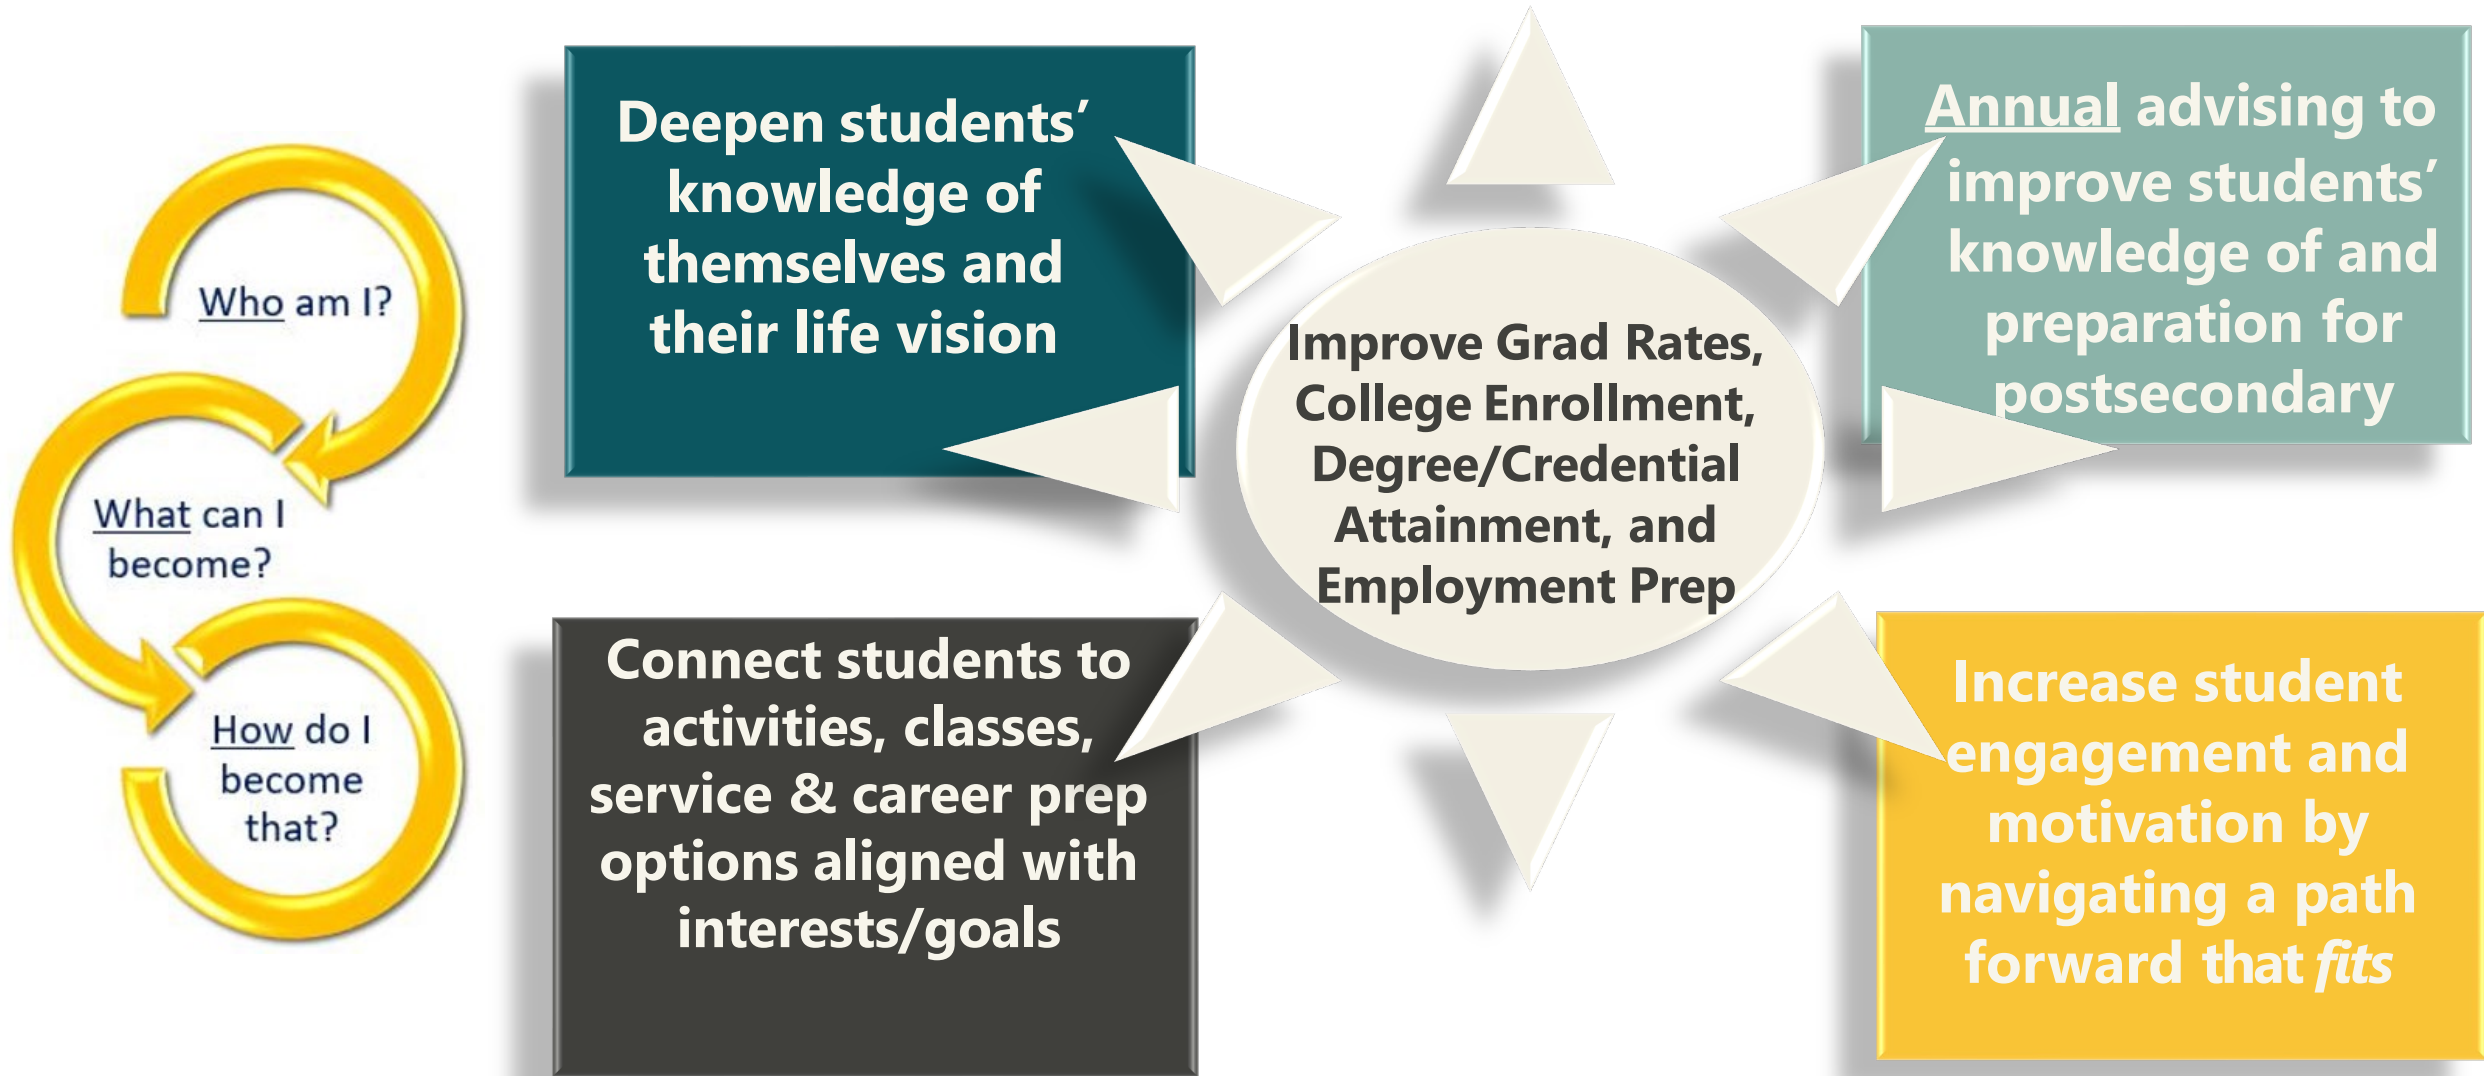 Who am I?
What can I
become?
How do I
become
that?
Deepen students’
knowledge of
themselves and
their life vision
Connect students to
activities, classes,
service & career prep
options aligned with
interests/goals
Improve Grad Rates,
College Enrollment,
Degree/Credential
Attainment, and
Employment Prep
Annual advising to
improve students’
knowledge of and
preparation for
postsecondary
Increase student
engagement and
motivation by
navigating a path
forward that fits